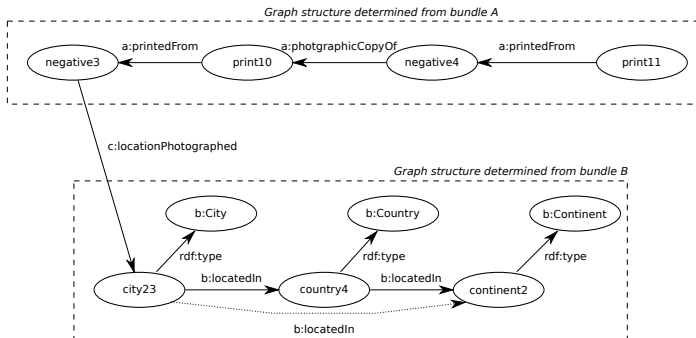 Graph structure determined from bundle A
a:printedFrom
a:photgraphicCopyOf
a:printedFrom
negative3
print10
negative4
print11
c:locationPhotographed
Graph structure determined from bundle B
b:City
b:Country
b:Continent
rdf:type
rdf:type
rdf:type
b:locatedIn
b:locatedIn
city23
country4
continent2
b:locatedIn